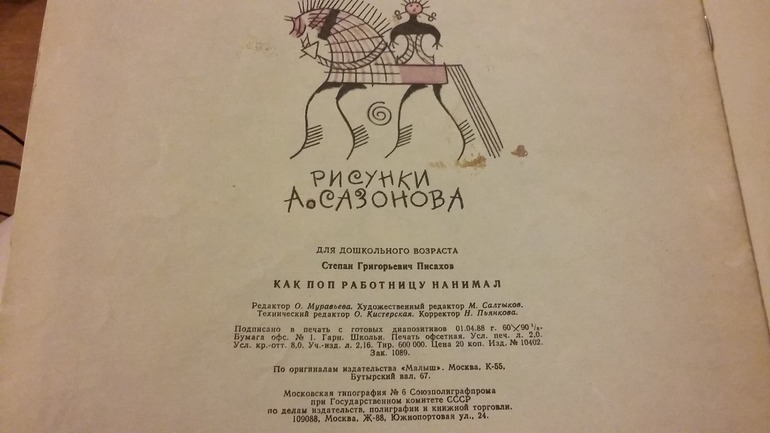 РИСУНКИ
А. САЗОНОВА
ДЛЯ ДОШКОЛЬНОГО ВОЗРАСТА
Степан Григорьевич Писахов
КАК ПОП РАБОТНИЦУ НАНИМАЛ
Редактор О. Муравьева. Художественный редактор М. Салтыков.
Технический редактор О. Кистерская. Корректор Н. Пьянкова.
Подписано в печать с готовых диапозитивов 01.04.88 г. 60×90 1/8.
Бумага офс. № 1. Гарн. Школьн. Печать офсетная. Усл. печ. л. 2,0.
Усл. кр.-отт. 8,0. Уч.-изд. л. 2,16. Тир. 600 000. Цена 20 коп. Изд. № 10402.
Зак. 1089.
По оригиналам издательства «Малыш». Москва, К-55,
Бутырский вал, 67.
Московская типография № 6 Союзполиграфпрома
при Государственном комитете СССР
по делам издательств, полиграфии и книжной торговли.
109088, Москва, Ж-88, Южнопортовая ул., 24.